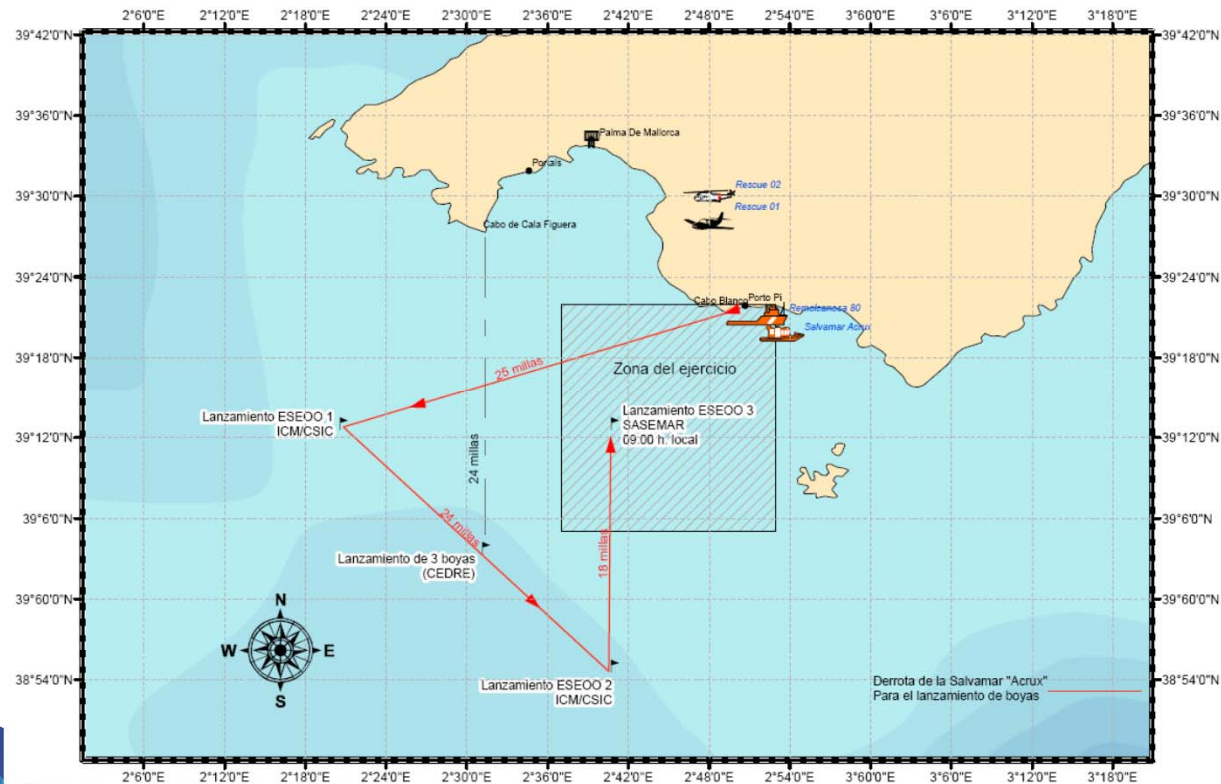 2°6'0"E 2°12'0"E 2°18'0"E 2°24'0"E 2°30'0"E 2°36'0"E 2°42'0"E 2°48'0"E 2°54'0"E 3°0'0"E 3°6'0"E 3°12'0"E 3°18'0"E
39°42'0"N 39°42'0"N
39°36'0"N 39°36'0"N
Palma De Mallorca
Portals
39°30'0"N 39°30'0"N
Rescue 02
Rescue 01
Cabo de Cala Figuera
39°24'0"N 39°24'0"N
Cabo Blanco Porto Pi
Remolcanosa 80
Salvamar Acrux
39°18'0"N 39°18'0"N
25 millas
Zona del ejercicio
Lanzamiento ESEOO 1
ICM/CSIC
Lanzamiento ESEOO 3
SASEMAR
09:00 h. local
39°12'0"N 39°12'0"N
24 millas
39°6'0"N 39°6'0"N
24 millas
18 millas
Lanzamiento de 3 boyas
(CEDRE)
39°60'0"N 39°60'0"N
N
W E
S
Lanzamiento ESEOO 2
ICM/CSIC
38°54'0"N 38°54'0"N
Derrota de la Salvamar "Acrux"
Para el lanzamiento de boyas
2°6'0"E 2°12'0"E 2°18'0"E 2°24'0"E 2°30'0"E 2°36'0"E 2°42'0"E 2°48'0"E 2°54'0"E 3°0'0"E 3°6'0"E 3°12'0"E 3°18'0"E